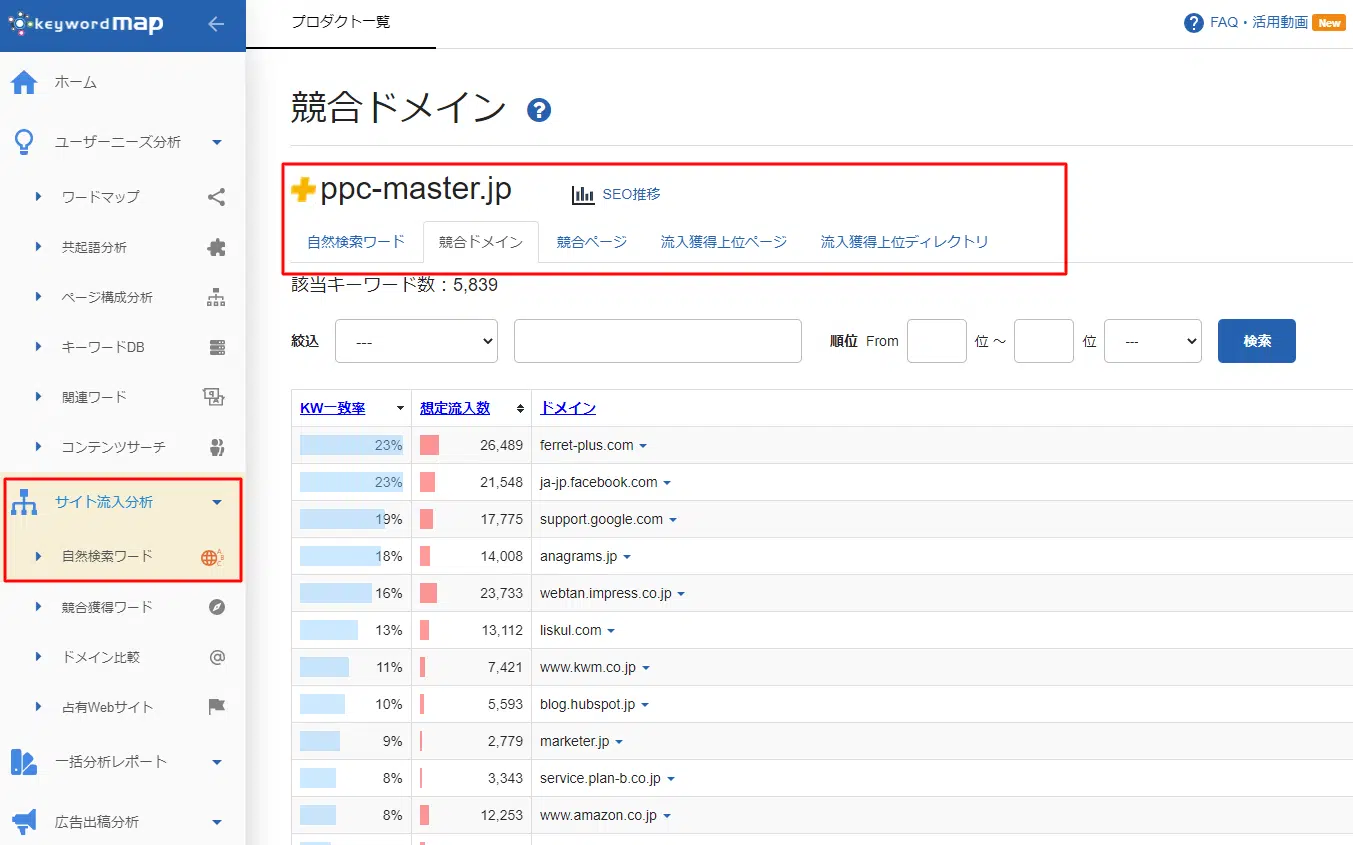 keywordmap
プロダクト一覧
FAQ・活用動画 New
ホーム
ユーザーニーズ分析
ワードマップ
共起語分析
ページ構成分析
キーワードDB
関連ワード
コンテンツサーチ
サイト流入分析
自然検索ワード
競合獲得ワード
ドメイン比較
@
占有Webサイト
一括分析レポート
広告出稿分析
競合ドメイン ?
ppc-master.jp SEO推移
自然検索ワード 競合ドメイン 競合ページ 流入獲得上位ページ 流入獲得上位ディレクトリ
該当キーワード数：5,839
絞込 --- 順位 From 位 ～ 位 --- 検索
KW一致率 想定流入数 ドメイン
23% 26,489 ferret-plus.com
23% 21,548 ja-jp.facebook.com
19% 17,775 support.google.com
18% 14,008 anagrams.jp
16% 23,733 webtan.impress.co.jp
13% 13,112 liskul.com
11% 7,421 www.kwm.co.jp
10% 5,593 blog.hubspot.jp
9% 2,779 marketer.jp
8% 3,343 service.plan-b.co.jp
8% 12,253 www.amazon.co.jp